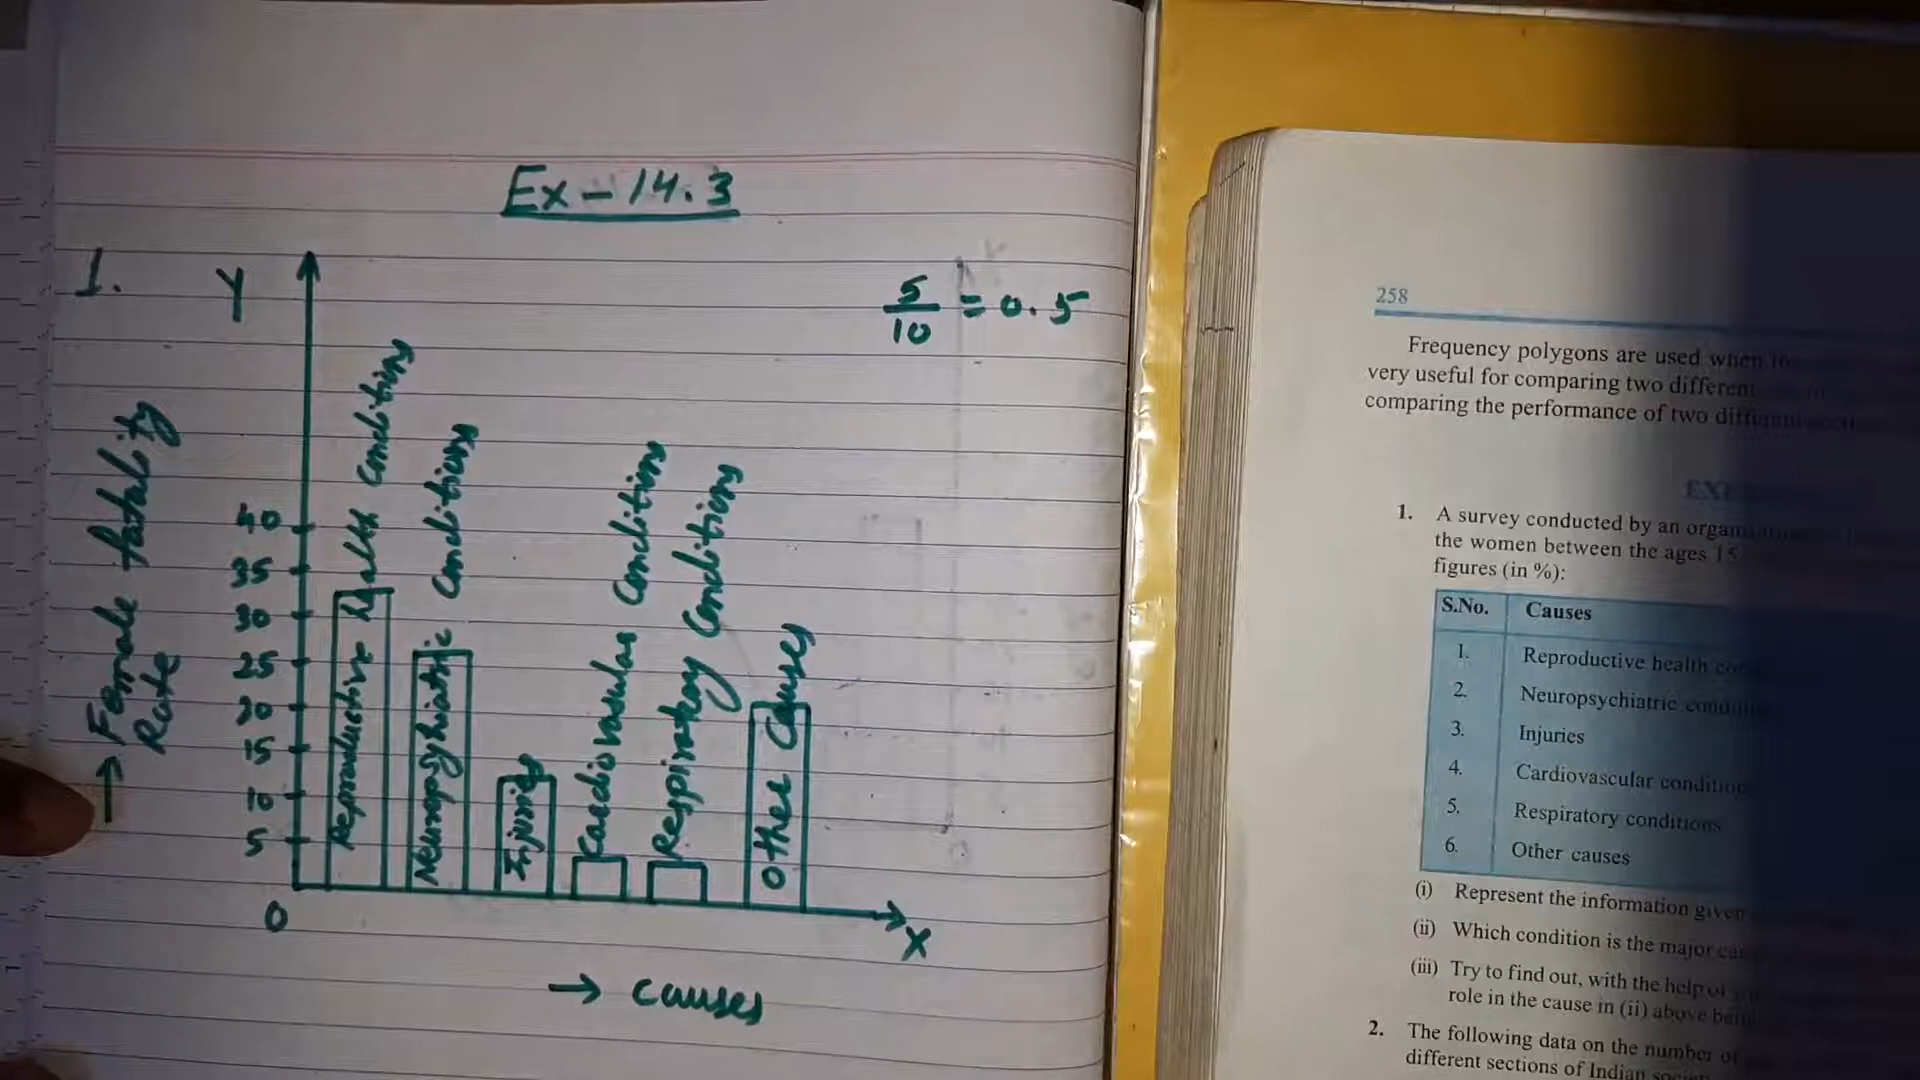 Ex - 14.3
1.
Y
5/10 = 0.5
→ Female fatality
Rate
40
35
30
25
20
15
10
5
0
Reproductive health conditions
Neuropsyhiatric conditions
Injuries
Cardiovasular conditions
Respiratory conditions
Other causes
X
→ causes
258
Frequency polygons are used when
very useful for comparing two different
comparing the performance of two different
1. A survey conducted by an
the women between the ages 15
figures (in %):
S.No. Causes
1. Reproductive health
2. Neuropsychiatric
3. Injuries
4. Cardiovascular
5. Respiratory conditions
6. Other causes
(i) Represent the information given
(ii) Which condition is the major
(iii) Try to find out, with the help of
role in the cause in (ii) above
2. The following data on the number of
different sections of Indian